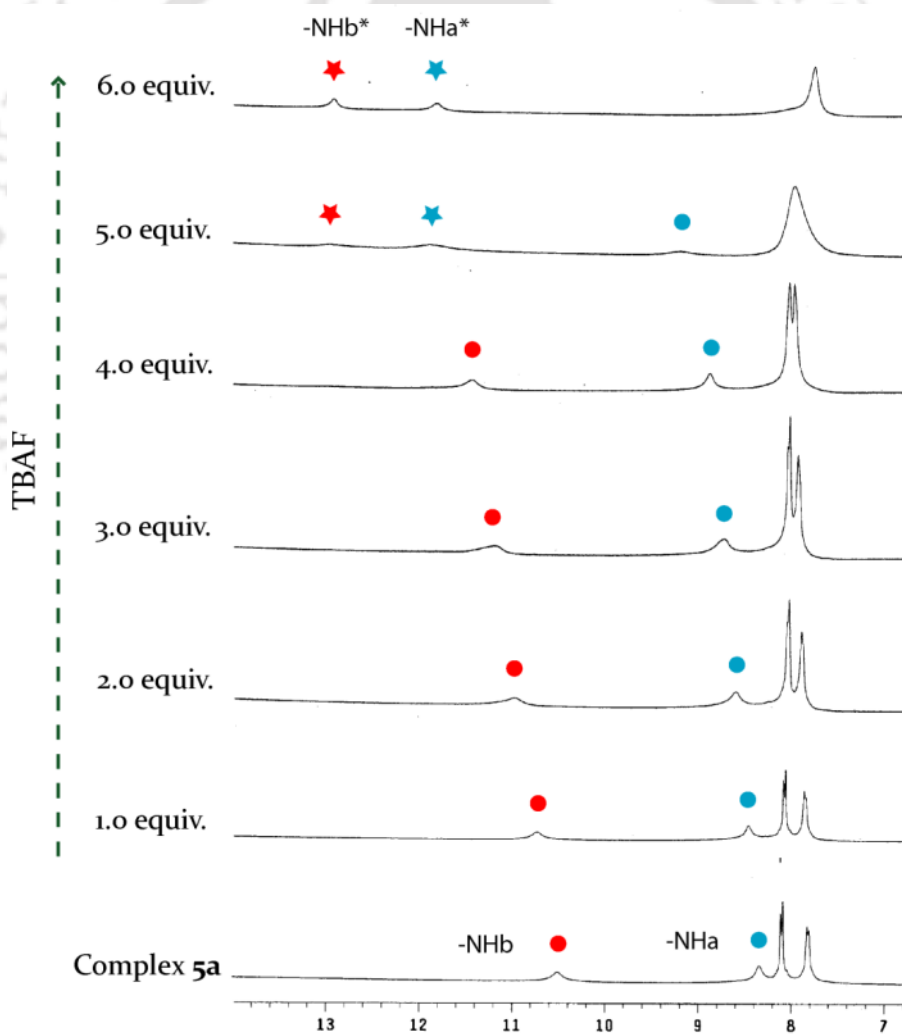 -NHb* -NHa*
6.0 equiv.
5.0 equiv.
4.0 equiv.
3.0 equiv.
TBAF
2.0 equiv.
1.0 equiv.
-NHb -NHa
Complex 5a
13 12 11 10 9 8 7